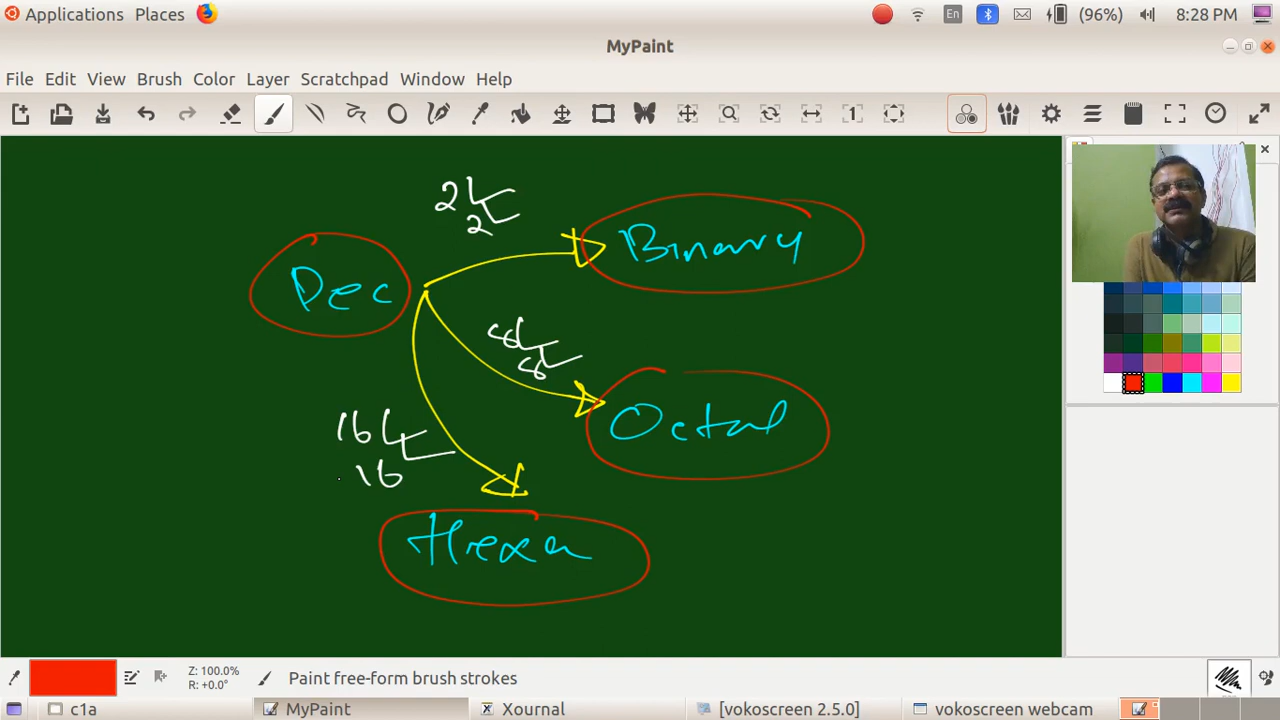 Applications Places En (96%) 8:28 PM
MyPaint
File Edit View Brush Color Layer Scratchpad Window Help
2
2
Binary
Dec
8
8
Octal
16
16
Hexa
Z: 100.0%
R: +0.0°
Paint free-form brush strokes
c1a MyPaint Xournal [vokoscreen 2.5.0] vokoscreen webcam